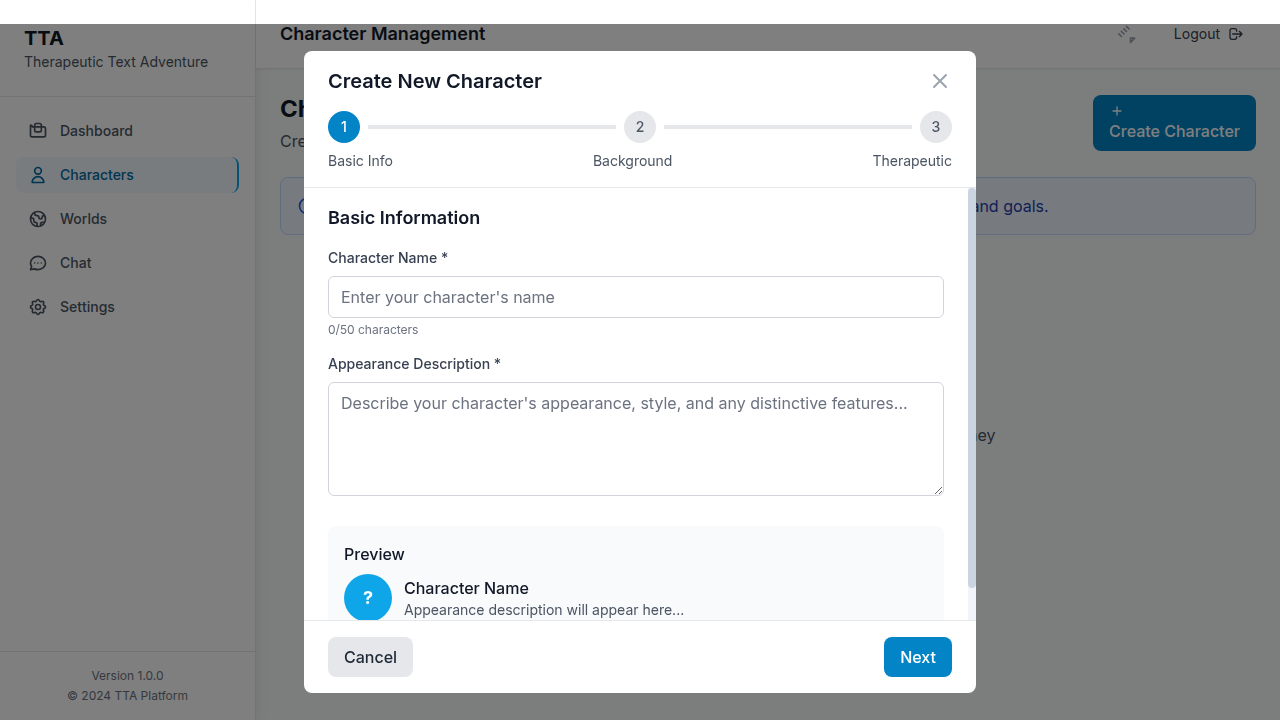 TTA
Therapeutic Text Adventure
Dashboard
Characters
Worlds
Chat
Settings
Version 1.0.0
© 2024 TTA Platform
Character Management
Logout
+
Create Character
and goals.
Create New Character
1
2
3
Basic Info
Background
Therapeutic
Basic Information
Character Name *
Enter your character's name
0/50 characters
Appearance Description *
Describe your character's appearance, style, and any distinctive features...
Preview
?
Character Name
Appearance description will appear here...
Cancel
Next